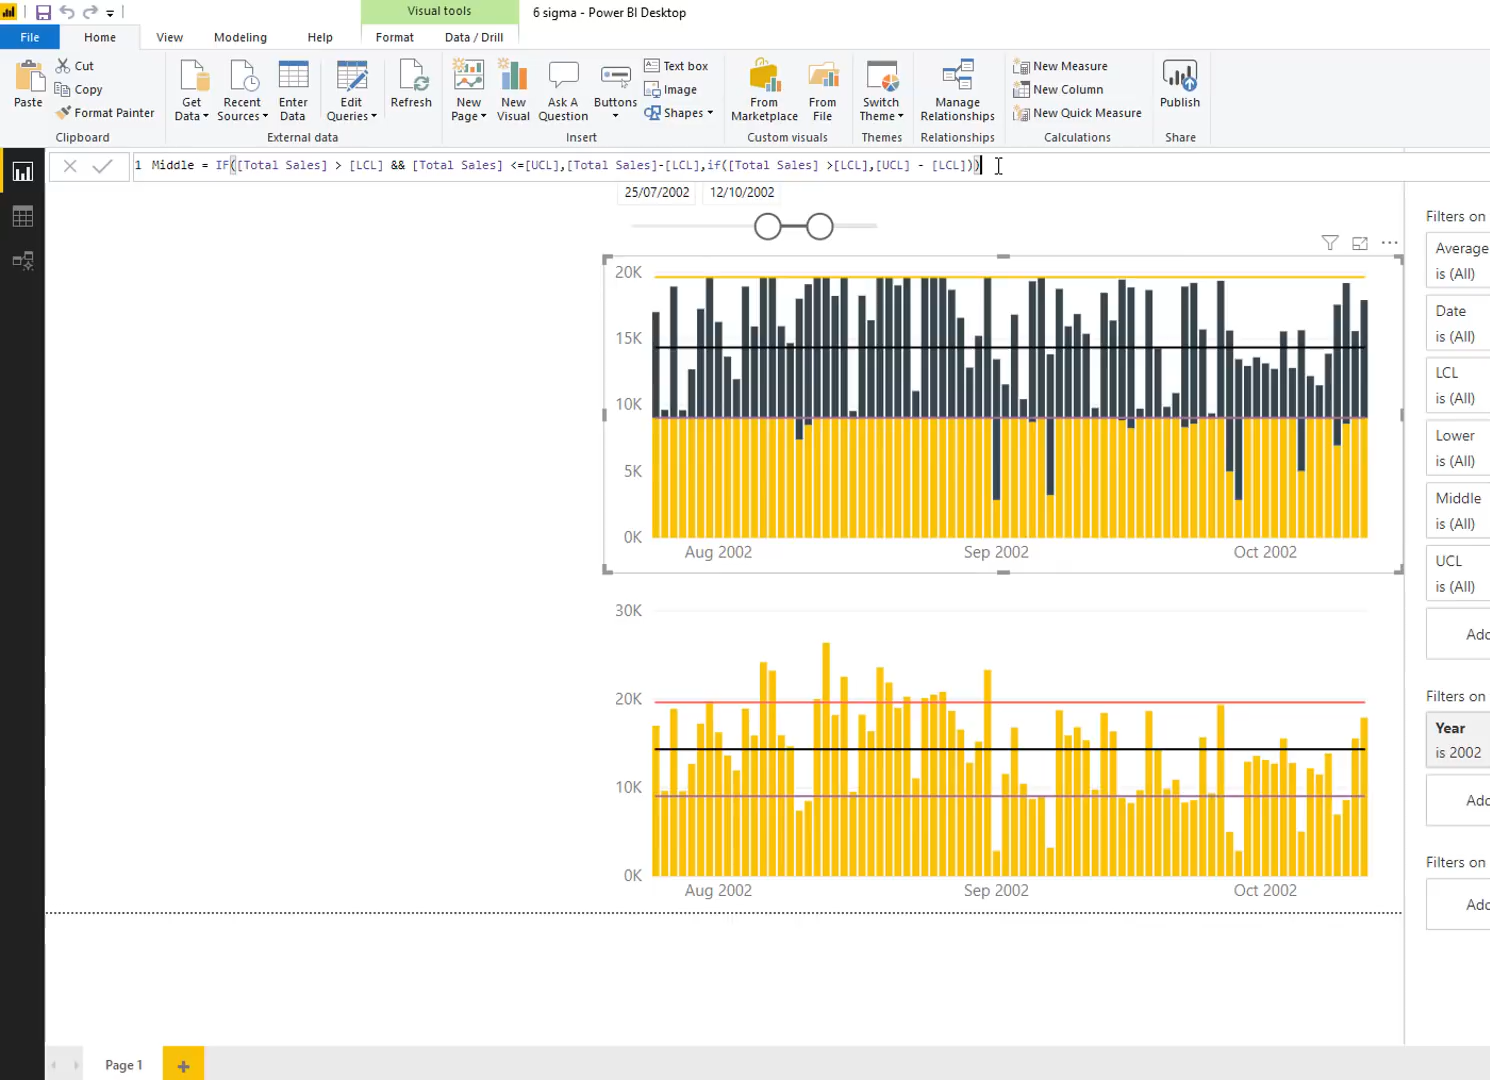 Visual tools
6 sigma - Power BI Desktop
File
Home
View
Modeling
Help
Format
Data / Drill
Paste
Cut
Copy
Format Painter
Clipboard
Get Data
Recent Sources
Enter Data
Edit Queries
Refresh
External data
New Page
New Visual
Ask A Question
Buttons
Text box
Image
Shapes
Insert
From Marketplace
From File
Custom visuals
Switch Theme
Themes
Manage Relationships
Relationships
New Measure
New Column
New Quick Measure
Calculations
Publish
Share
1 Middle = IF([Total Sales] > [LCL] && [Total Sales] <=[UCL],[Total Sales]-[LCL],if([Total Sales] >[LCL],[UCL] - [LCL]))
25/07/2002 12/10/2002
20K
15K
10K
5K
0K
Aug 2002 Sep 2002 Oct 2002
30K
20K
10K
0K
Aug 2002 Sep 2002 Oct 2002
Filters on
Average
is (All)
Date
is (All)
LCL
is (All)
Lower
is (All)
Middle
is (All)
UCL
is (All)
Add
Filters on
Year
is 2002
Add
Filters on
Add
Page 1